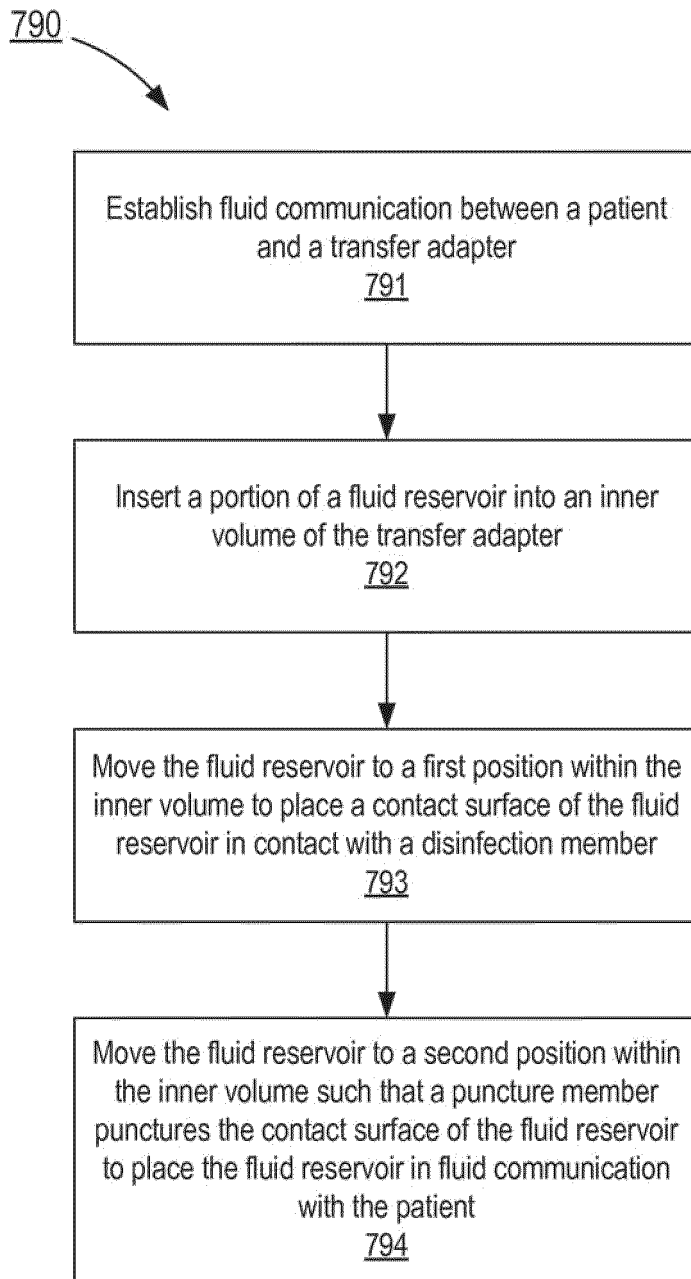 790
Establish fluid communication between a patient
and a transfer adapter
791
Insert a portion of a fluid reservoir into an inner
volume of the transfer adapter
792
Move the fluid reservoir to a first position within the
inner volume to place a contact surface of the fluid
reservoir in contact with a disinfection member
793
Move the fluid reservoir to a second position within
the inner volume such that a puncture member
punctures the contact surface of the fluid reservoir
to place the fluid reservoir in fluid communication
with the patient
794